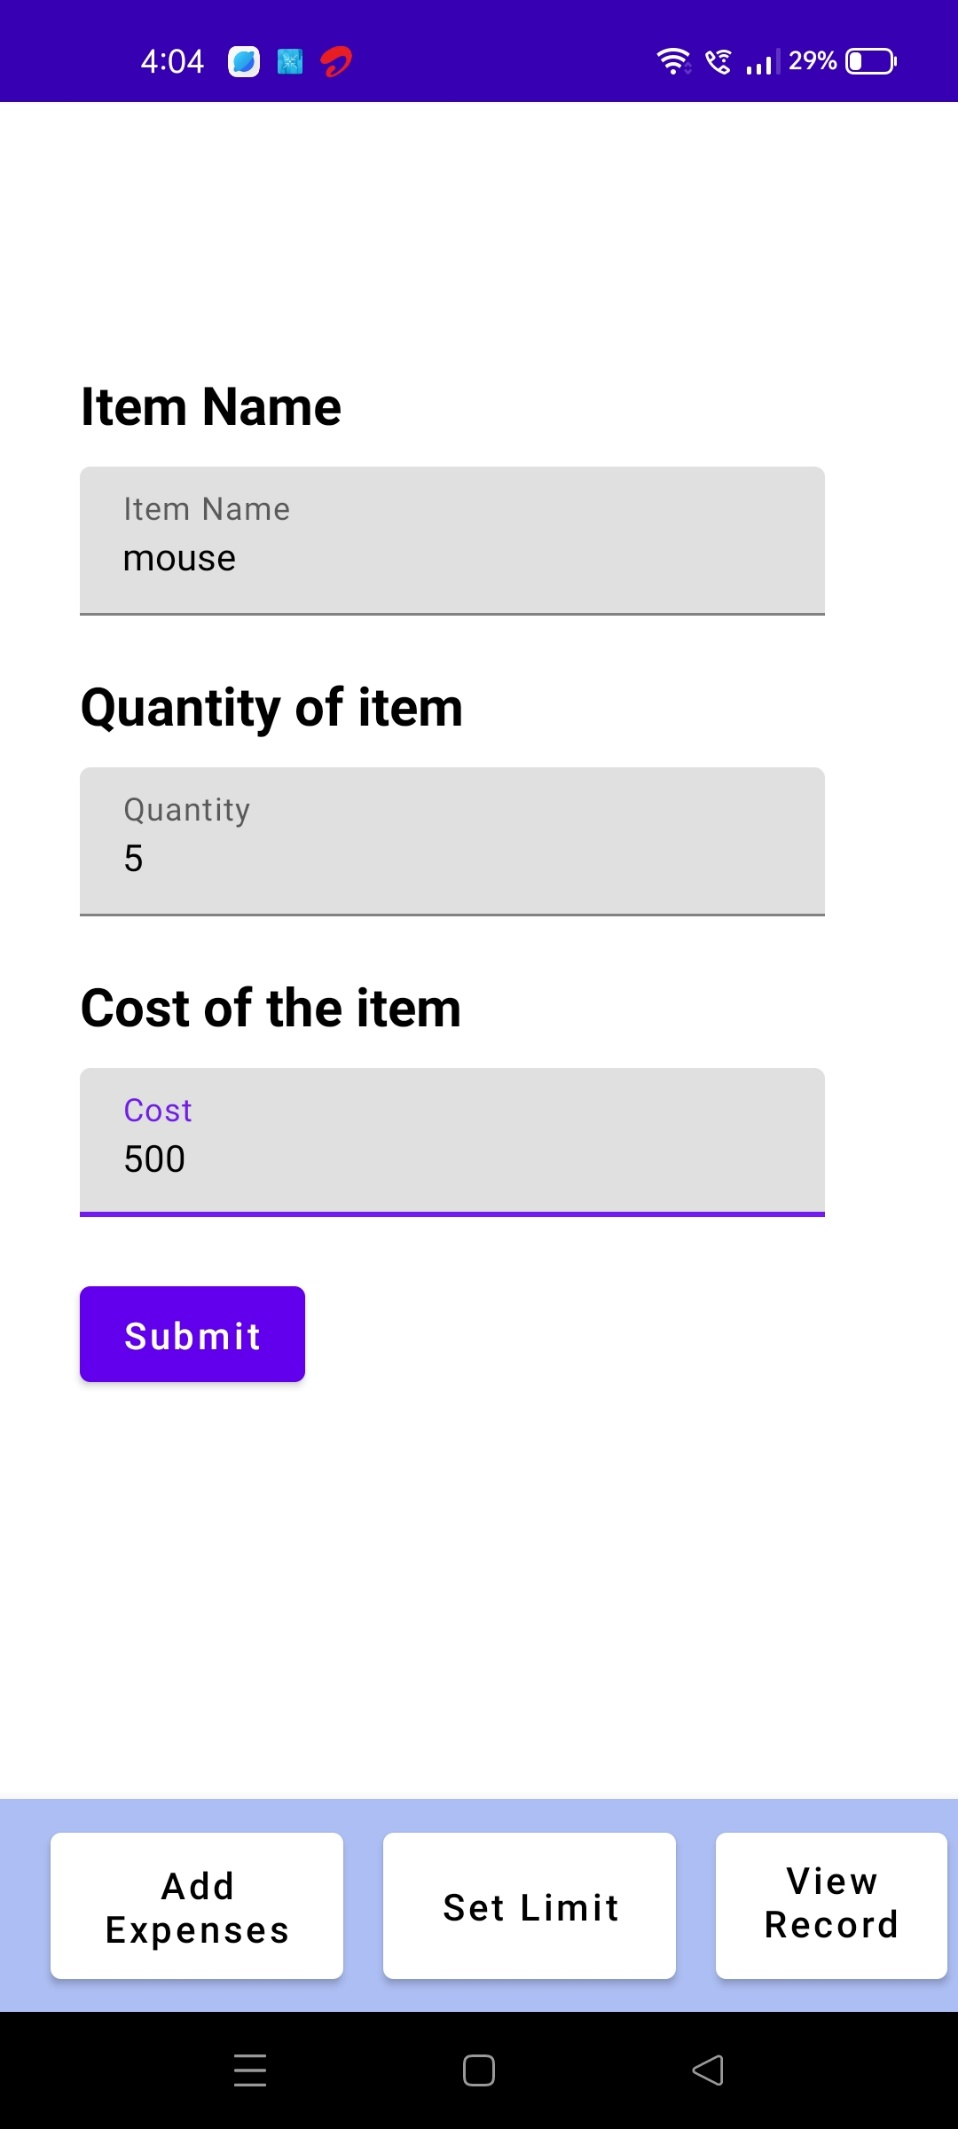 4:04 29%
Item Name
Item Name
mouse
Quantity of item
Quantity
5
Cost of the item
Cost
500
Submit
Add
Expenses
Set Limit
View
Record